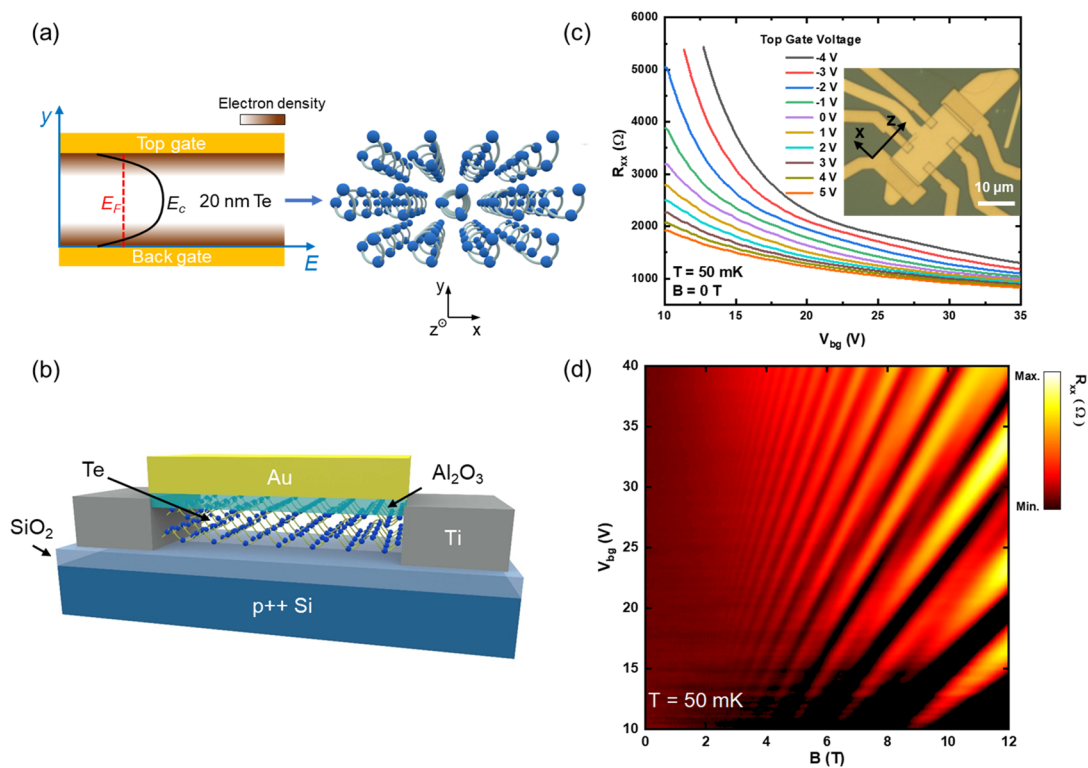 (a)
Electron density
y
Top gate
E_F
E_c
20 nm Te
Back gate
E
y
z
x
(b)
Te
Au
Al₂O₃
SiO₂
Ti
p++ Si
(c)
6000
5000
4000
3000
2000
1000
R_xx (Ω)
Top Gate Voltage
-4 V
-3 V
-2 V
-1 V
0 V
1 V
2 V
3 V
4 V
5 V
x
z
10 μm
T = 50 mK
B = 0 T
10 15 20 25 30 35
V_bg (V)
(d)
40
35
30
25
20
15
10
V_bg (V)
T = 50 mK
0 2 4 6 8 10 12
B (T)
Max.
Min.
R_xx (Ω)